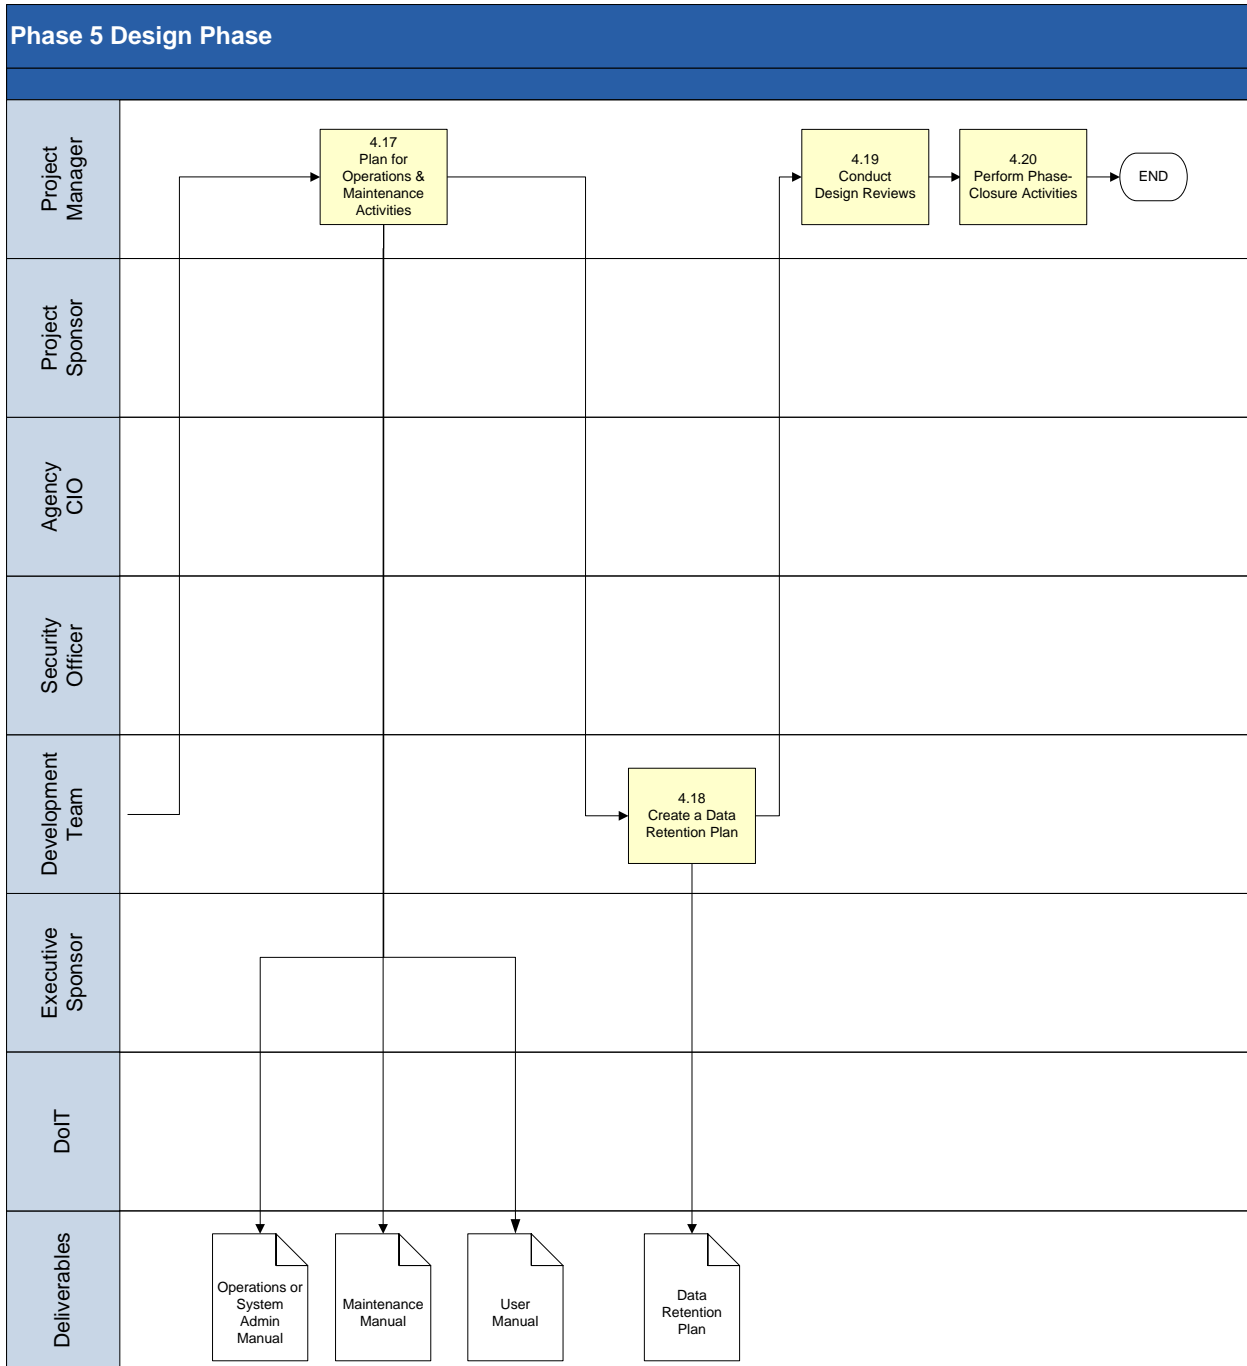 Phase 5 Design Phase
Project
Manager
4.17
Plan for
Operations &
Maintenance
Activities
4.19
Conduct
Design Reviews
4.20
Perform Phase-
Closure Activities
END
Project
Sponsor
Agency
CIO
Security
Officer
Development
Team
4.18
Create a Data
Retention Plan
Executive
Sponsor
DoIT
Deliverables
Operations or
System
Admin
Manual
Maintenance
Manual
User
Manual
Data
Retention
Plan